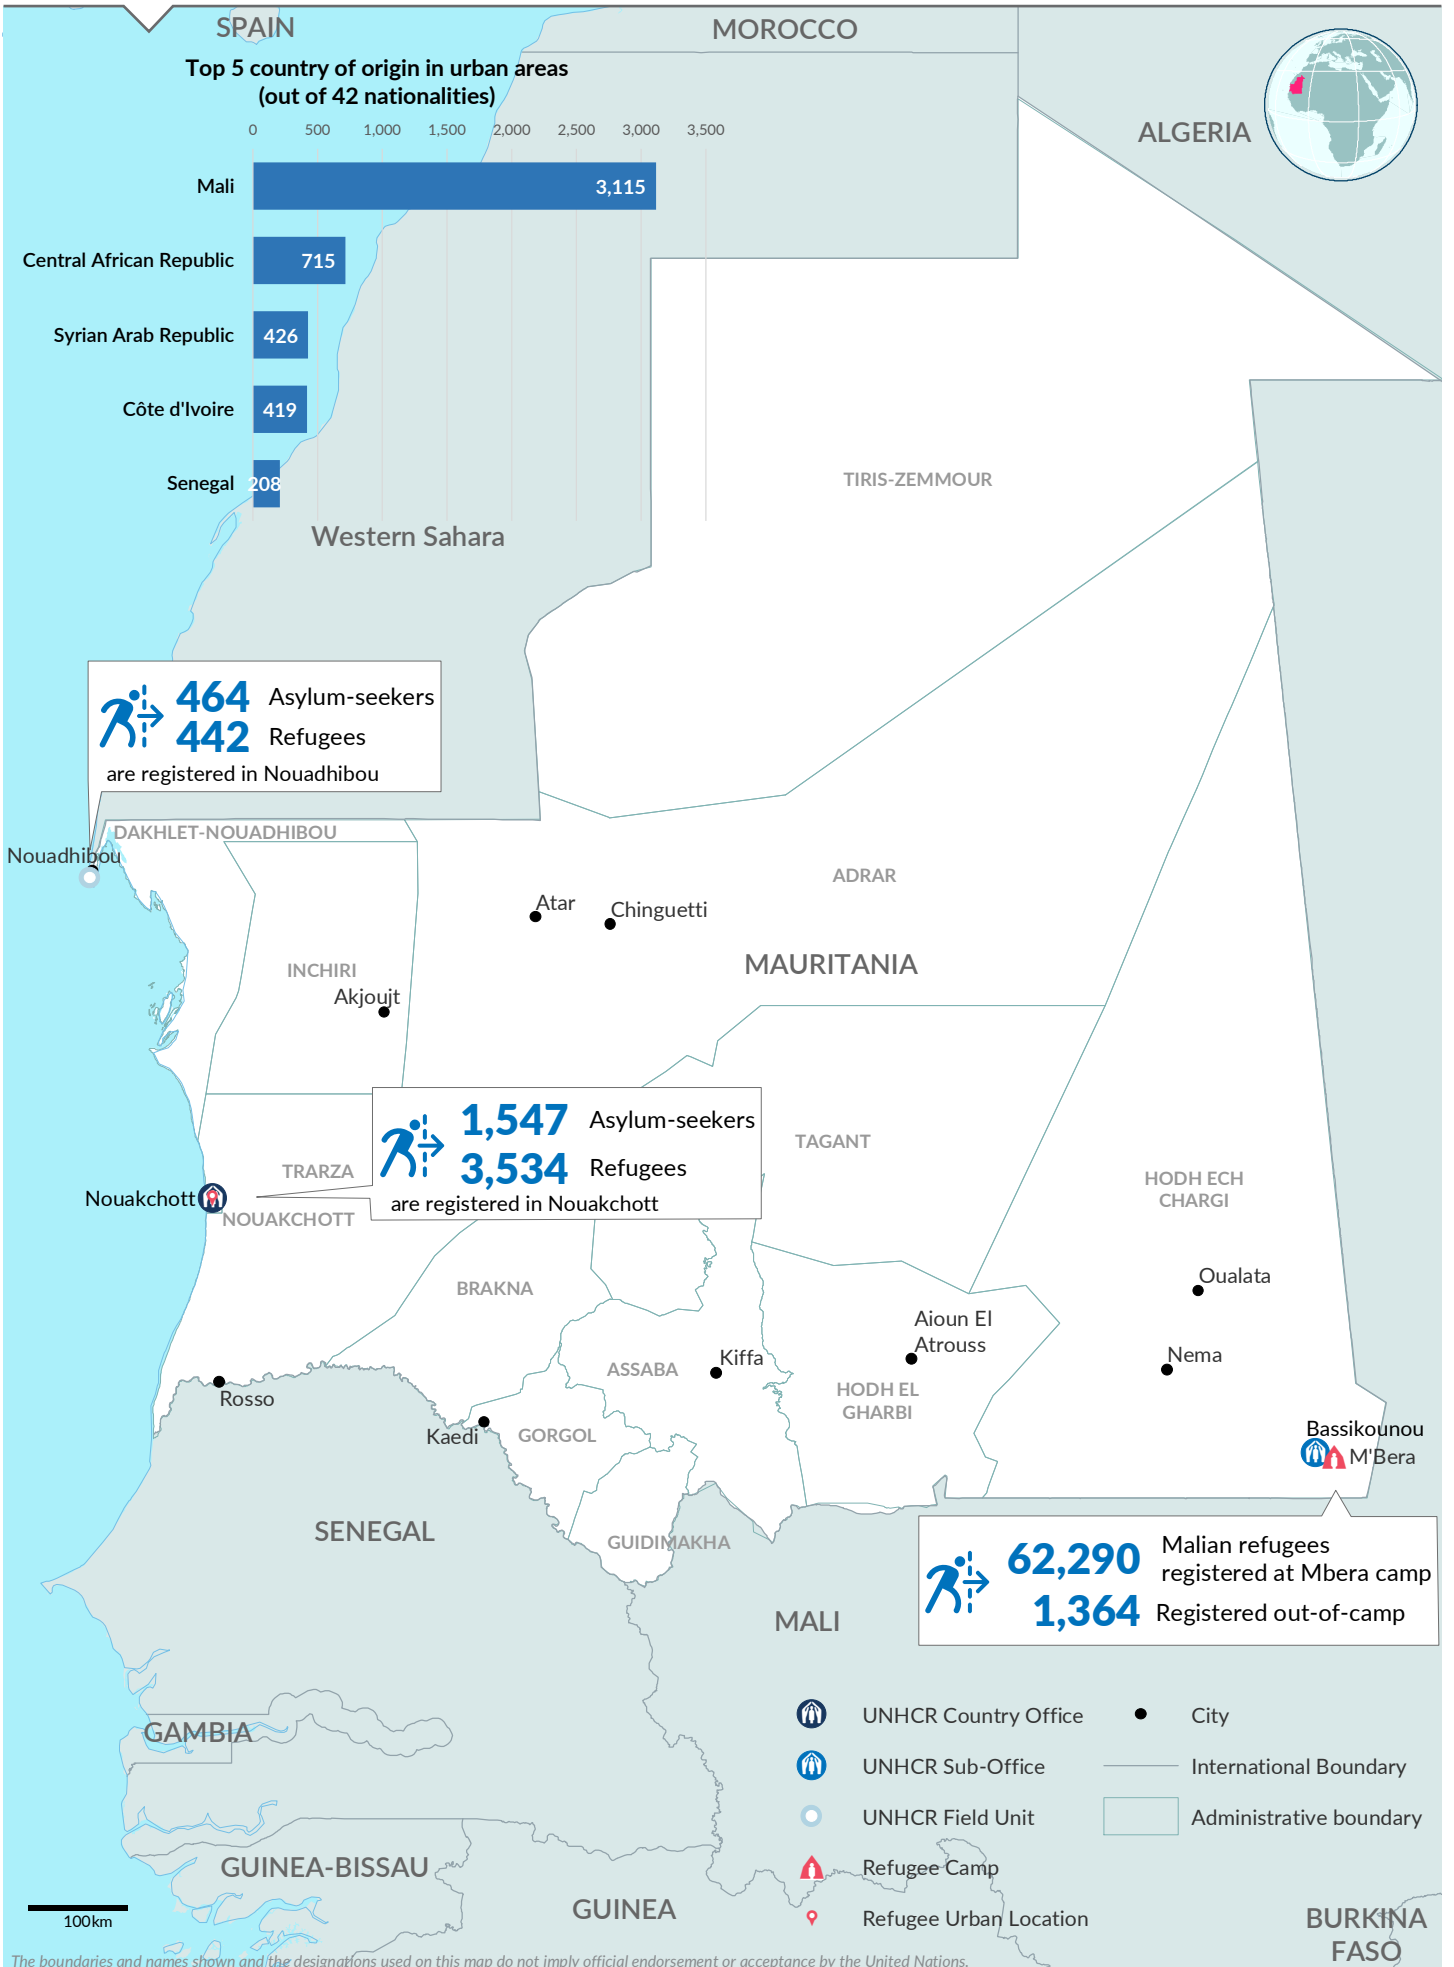 SPAIN
MOROCCO
Top 5 country of origin in urban areas
(out of 42 nationalities)
0 500 1,000 1,500 2,000 2,500 3,000 3,500
ALGERIA
Mali 3,115
Central African Republic 715
Syrian Arab Republic 426
Côte d'Ivoire 419
Senegal 208
TIRIS-ZEMMOUR
Western Sahara
464 Asylum-seekers
442 Refugees
are registered in Nouadhibou
DAKHLET-NOUADHIBOU
Nouadhibou
ADRAR
Atar
Chinguetti
MAURITANIA
INCHIRI
Akjoujt
1,547 Asylum-seekers
3,534 Refugees
are registered in Nouakchott
TAGANT
TRARZA
Nouakchott
NOUAKCHOTT
HODH ECH
CHARGI
BRAKNA
Oualata
Aioun El
Atrouss
Nema
Kiffa
ASSABA
HODH EL
GHARBI
Rosso
Kaedi
GORGOL
Bassikounou
M'Bera
SENEGAL
GUIDIMAKHA
62,290 Malian refugees
registered at Mbera camp
1,364 Registered out-of-camp
MALI
GAMBIA
UNHCR Country Office
City
UNHCR Sub-Office
International Boundary
UNHCR Field Unit
Administrative boundary
Refugee Camp
Refugee Urban Location
GUINEA-BISSAU
GUINEA
BURKINA
FASO
100km
The boundaries and names shown and the designations used on this map do not imply official endorsement or acceptance by the United Nations.